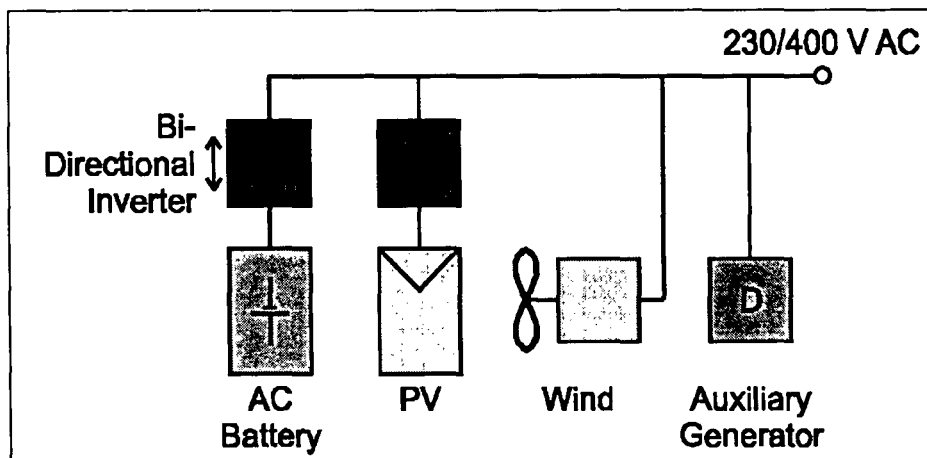 230/400 V AC
Bi-
Directional
Inverter
D
AC
Battery
PV
Wind
Auxiliary
Generator